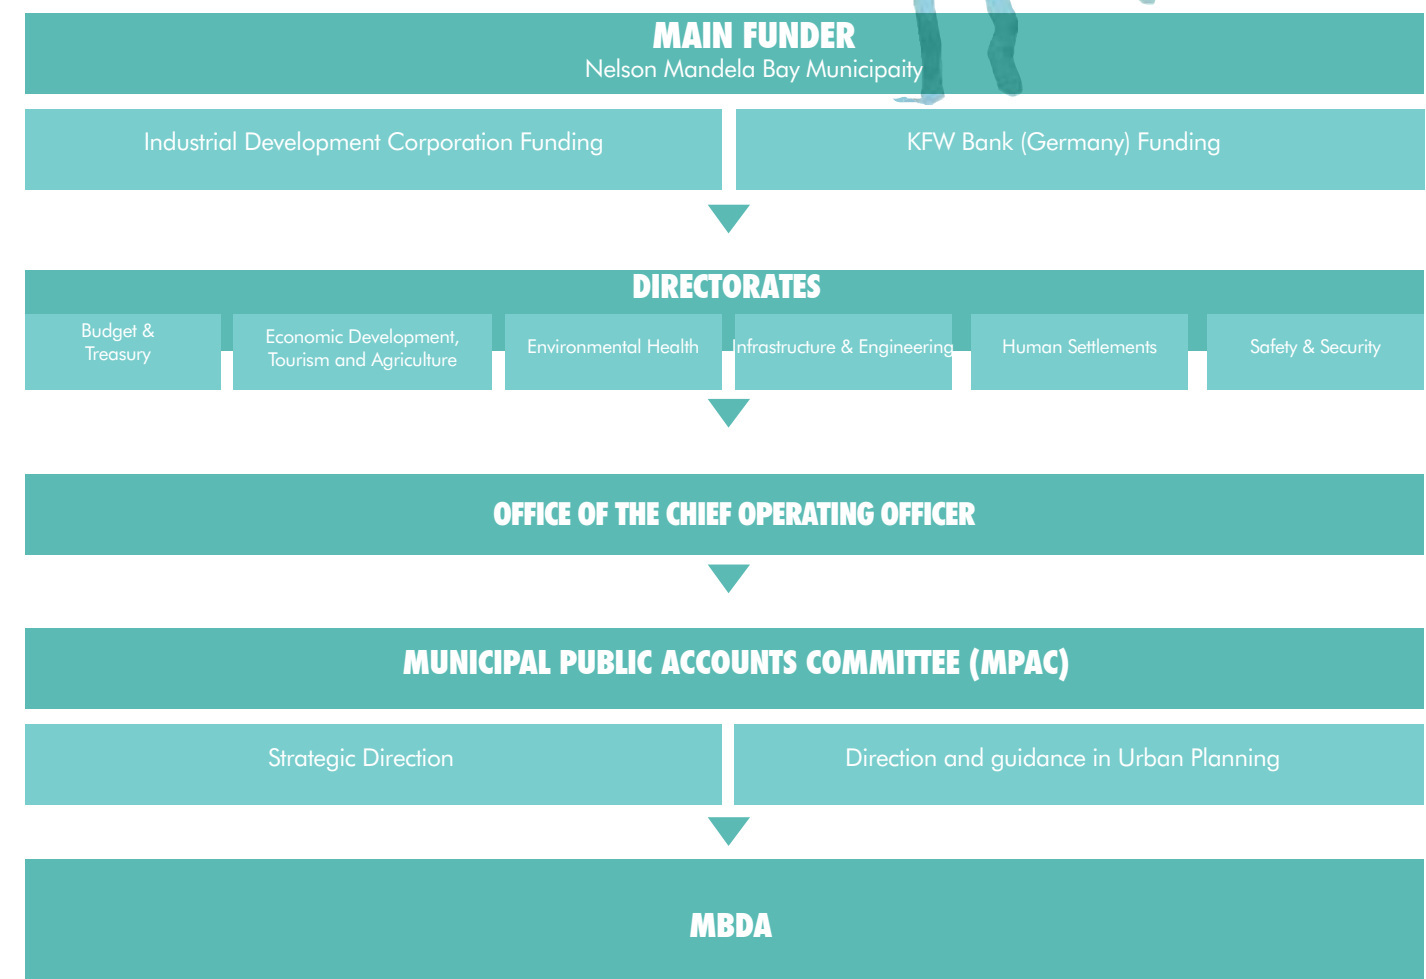 MAIN FUNDER
Nelson Mandela Bay Municipaity
Industrial Development Corporation Funding
KFW Bank (Germany) Funding
DIRECTORATES
Budget &
Treasury
Economic Development,
Tourism and Agriculture
Environmental Health
Infrastructure & Engineering
Human Settlements
Safety & Security
OFFICE OF THE CHIEF OPERATING OFFICER
MUNICIPAL PUBLIC ACCOUNTS COMMITTEE (MPAC)
Strategic Direction
Direction and guidance in Urban Planning
MBDA